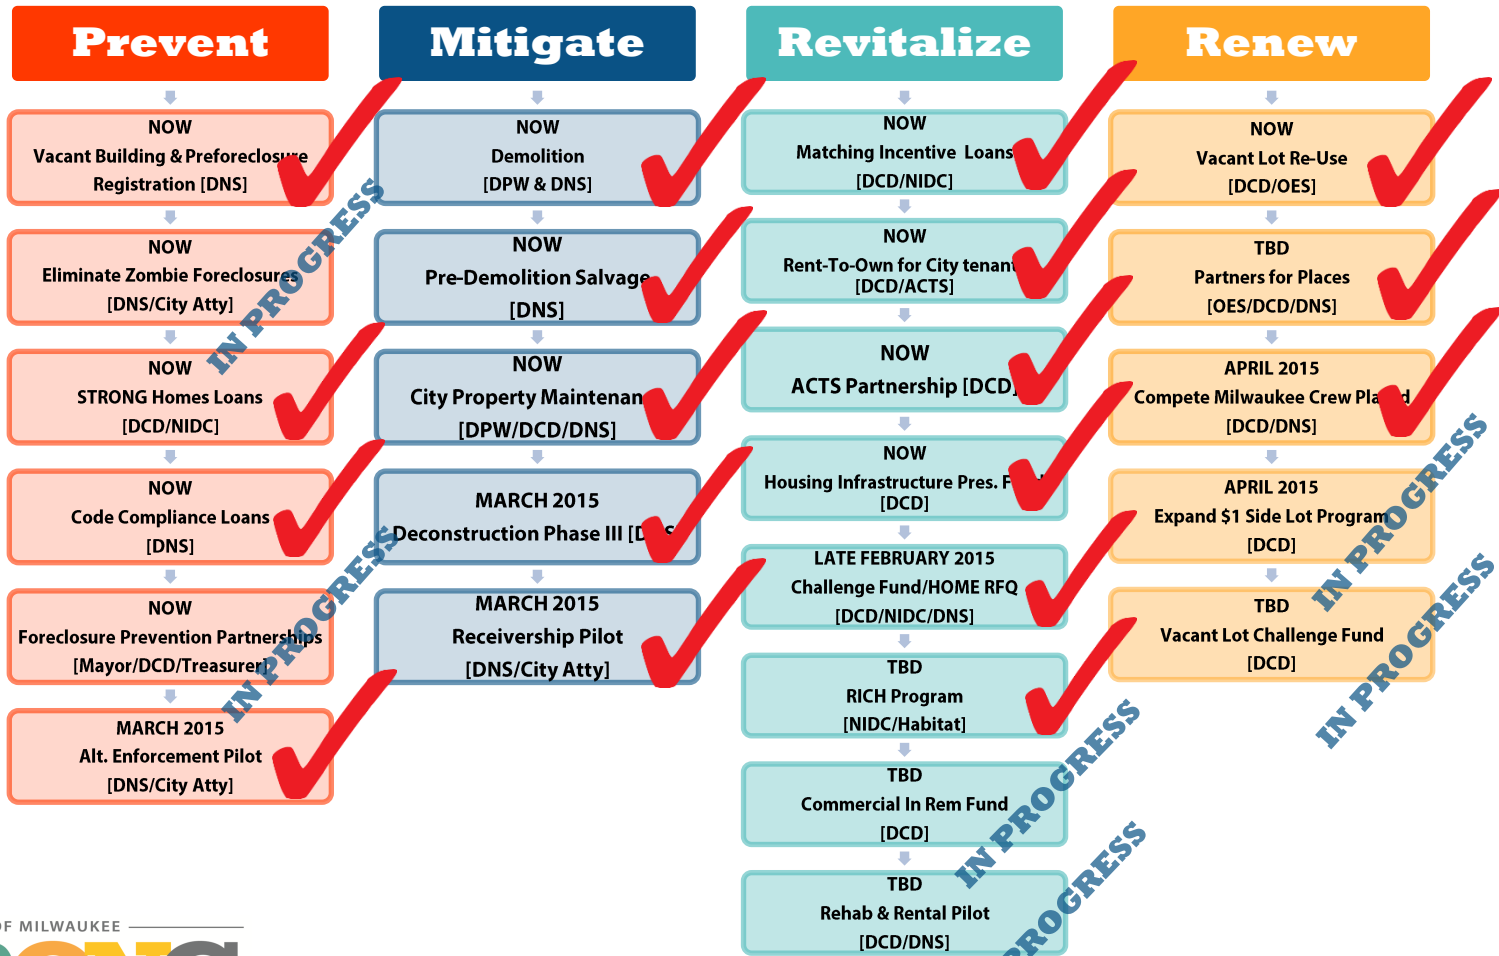 Prevent
NOW
Vacant Building & Preforeclosure
Registration [DNS]
NOW
Eliminate Zombie Foreclosures
[DNS/City Atty]
IN PROGRESS
NOW
STRONG Homes Loans
[DCD/NIDC]
NOW
Code Compliance Loans
[DNS]
NOW
Foreclosure Prevention Partnerships
[Mayor/DCD/Treasurer]
IN PROGRESS
MARCH 2015
Alt. Enforcement Pilot
[DNS/City Atty]
Mitigate
NOW
Demolition
[DPW & DNS]
NOW
Pre-Demolition Salvage
[DNS]
NOW
City Property Maintenan
[DPW/DCD/DNS]
MARCH 2015
Deconstruction Phase III [D S
MARCH 2015
Receivership Pilot
[DNS/City Atty]
Revitalize
NOW
Matching Incentive Loans
[DCD/NIDC]
NOW
Rent-To-Own for City tenant
[DCD/ACTS]
NOW
ACTS Partnership [DCD]
NOW
Housing Infrastructure Pres. F d
[DCD]
LATE FEBRUARY 2015
Challenge Fund/HOME RFQ
[DCD/NIDC/DNS]
TBD
RICH Program
[NIDC/Habitat]
TBD
Commercial In Rem Fund
[DCD]
IN PROGRESS
TBD
Rehab & Rental Pilot
[DCD/DNS]
PROGRESS
Renew
NOW
Vacant Lot Re-Use
[DCD/OES]
TBD
Partners for Places
[OES/DCD/DNS]
APRIL 2015
Compete Milwaukee Crew Pla d
[DCD/DNS]
APRIL 2015
Expand $1 Side Lot Program
[DCD]
IN PROGRESS
TBD
Vacant Lot Challenge Fund
[DCD]
IN PROGRESS
OF MILWAUKEE